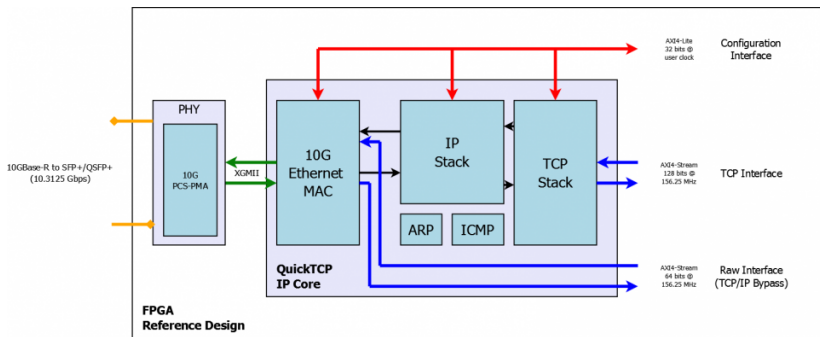 AXI4-Lite
32 bits @
user clock
Configuration
Interface
PHY
10G
PCS-PMA
10GBase-R to SFP+/QSFP+
(10.3125 Gbps)
XGMII
10G
Ethernet
MAC
IP
Stack
TCP
Stack
ARP
ICMP
AXI4-Stream
128 bits @
156.25 MHz
TCP Interface
QuickTCP
IP Core
AXI4-Stream
64 bits @
156.25 MHz
Raw Interface
(TCP/IP Bypass)
FPGA
Reference Design